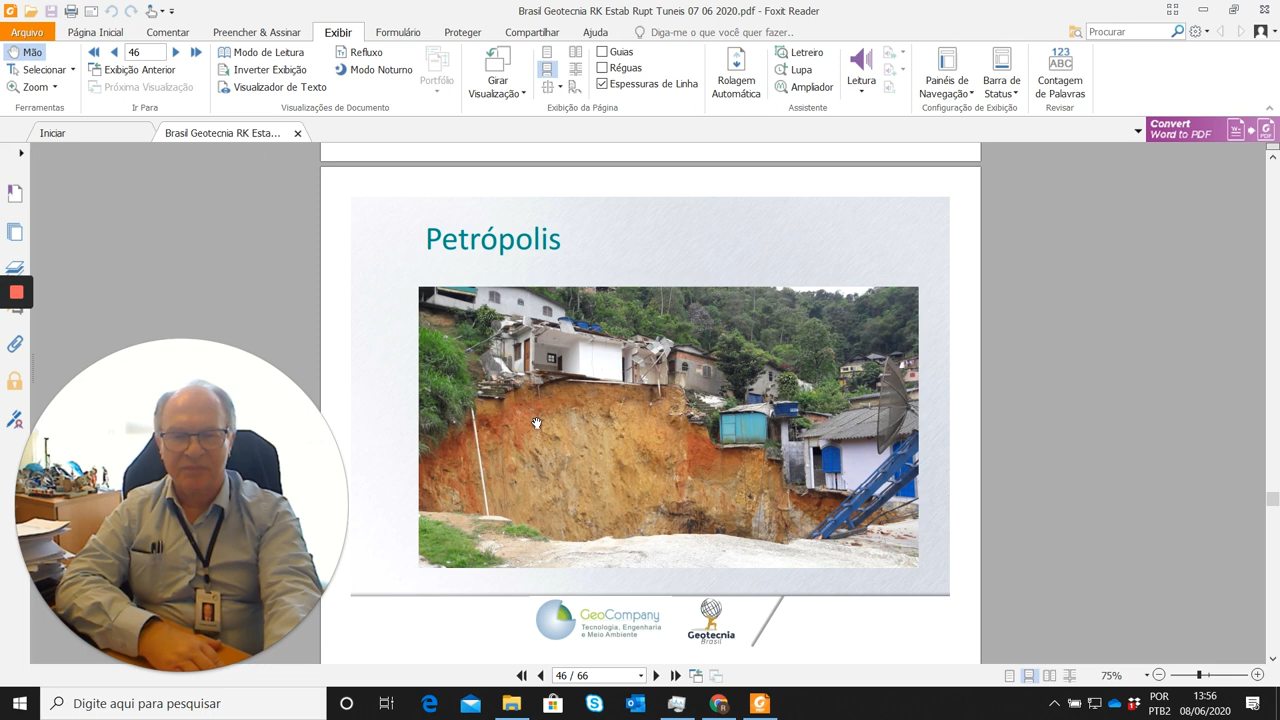 Brasil Geotecnia RK Estab Rupt Tuneis 07 06 2020.pdf - Foxit Reader
Arquivo Página Inicial Comentar Preencher & Assinar Exibir Formulário Proteger Compartilhar Ajuda Diga-me o que você quer fazer.. Procurar
Mão 46 Modo de Leitura Refluxo Guias Letreiro
Selecionar Exibição Anterior Inverter Exibição Modo Noturno Réguas Lupa
Zoom Próxima Visualização Visualizador de Texto Espessuras de Linha Ampliador
Portfólio
Girar Visualização
Rolagem Automática
Leitura
Painéis de Navegação
Barra de Status
123 ABC
Contagem de Palavras
Ferramentas Ir Para Visualizações de Documento Exibição da Página Assistente Configuração de Exibição Revisar
Iniciar Brasil Geotecnia RK Esta...
Convert
Word to PDF
PDF
Petrópolis
GeoCompany
Tecnologia, Engenharia
e Meio Ambiente
Geotecnia
Brasil
46 / 66 75%
Digite aqui para pesquisar
POR 13:56
PTB2 08/06/2020